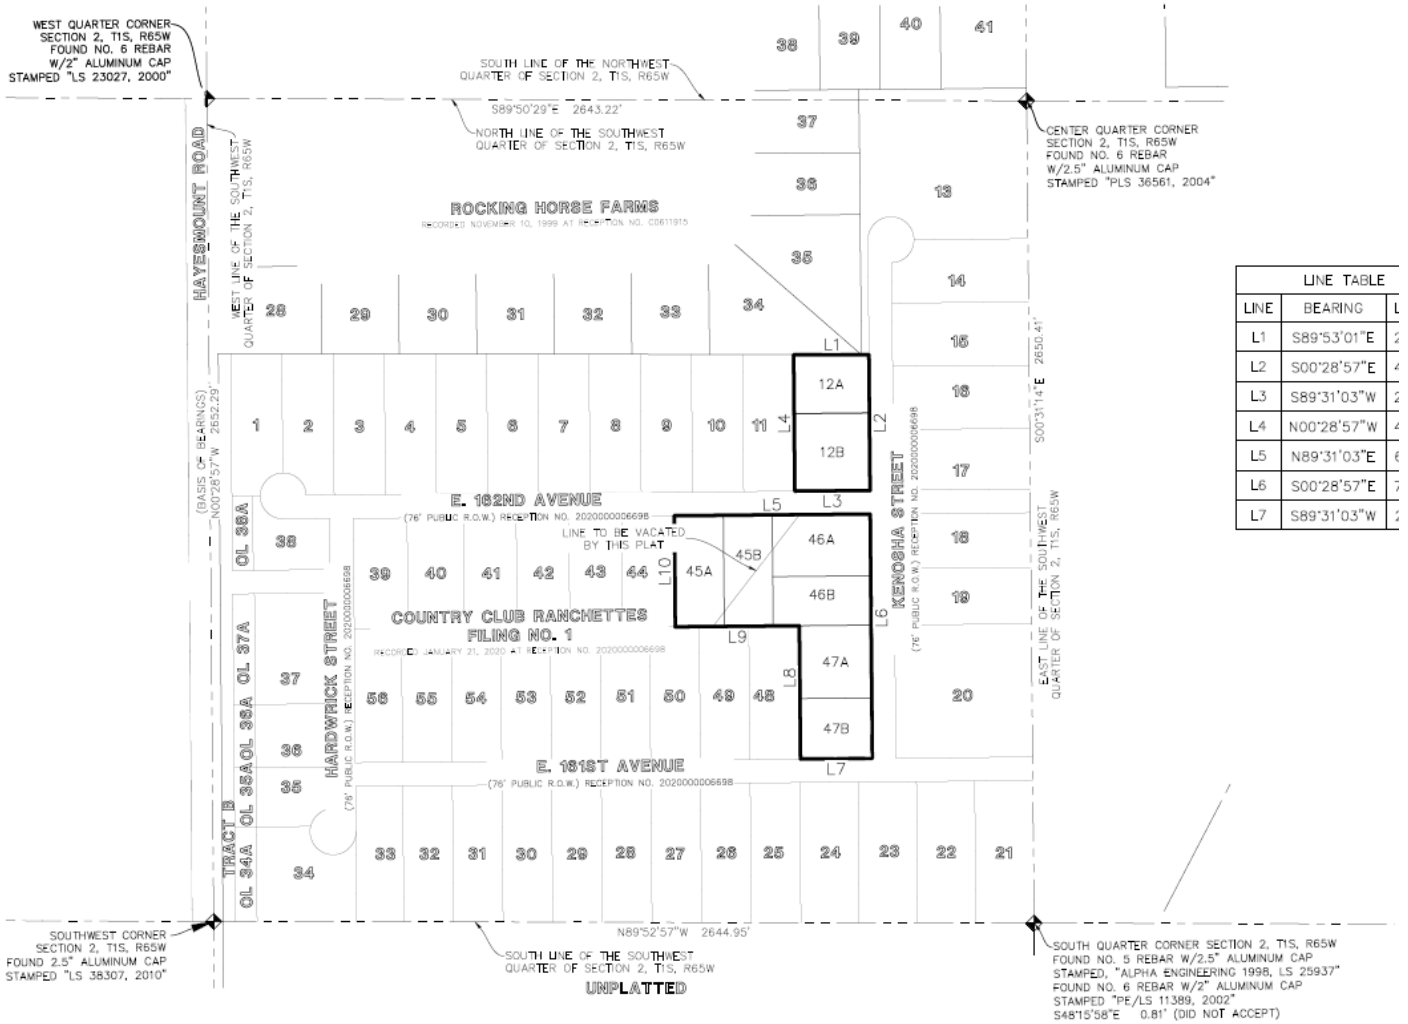 WEST QUARTER CORNER
SECTION 2, T1S, R65W
FOUND NO. 6 REBAR
W/2" ALUMINUM CAP
STAMPED "LS 23027, 2000"
SOUTH LINE OF THE NORTHWEST
QUARTER OF SECTION 2, T1S, R65W
38
39
40
41
S89°50'29"E 2643.22'
NORTH LINE OF THE SOUTHWEST
QUARTER OF SECTION 2, T1S, R65W
CENTER QUARTER CORNER
SECTION 2, T1S, R65W
FOUND NO. 6 REBAR
W/2.5" ALUMINUM CAP
STAMPED "PLS 36561, 2004"
HAYESMOUNT ROAD
WEST LINE OF THE SOUTHWEST
QUARTER OF SECTION 2, T1S, R65W
ROCKING HORSE FARMS
RECORDED NOVEMBER 10, 1999 AT RECEPTION NO. C0611915
37
36
35
13
14
15
16
17
18
19
20
28
29
30
31
32
33
34
LINE TABLE
LINE BEARING L
L1 S89°53'01"E 2
L2 S00°28'57"E 4
L3 S89°31'03"W 2
L4 N00°28'57"W 4
L5 N89°31'03"E 6
L6 S00°28'57"E 7
L7 S89°31'03"W 2
S00°31'14"E 2650.41'
EAST LINE OF THE SOUTHWEST
QUARTER OF SECTION 2, T1S, R65W
(BASIS OF BEARINGS)
N00°28'57"W 2652.29'
1
2
3
4
5
6
7
8
9
10
11
L1
12A
L4
L2
12B
L3
KENOSHA STREET
(76' PUBLIC R.O.W.) RECEPTION NO. 2020000006698
E. 162ND AVENUE
(76' PUBLIC R.O.W.) RECEPTION NO. 2020000006698
L5
LINE TO BE VACATED
BY THIS PLAT
OL 38A
38
39
40
41
42
43
44
L10
45A
45B
46A
46B
L6
L9
COUNTRY CLUB RANCHETTES
FILING NO. 1
RECORDED JANUARY 21, 2020 AT RECEPTION NO. 2020000006698
HARDWRICK STREET
(76' PUBLIC R.O.W.) RECEPTION NO. 2020000006698
OL 37A
OL 36A
OL 35A
OL 34A
TRACT B
37
36
35
34
56
55
54
53
52
51
50
49
48
L8
47A
47B
L7
E. 161ST AVENUE
(76' PUBLIC R.O.W.) RECEPTION NO. 2020000006698
33
32
31
30
29
28
27
26
25
24
23
22
21
N89°52'57"W 2644.95'
SOUTHWEST CORNER
SECTION 2, T1S, R65W
FOUND 2.5" ALUMINUM CAP
STAMPED "LS 38307, 2010"
SOUTH LINE OF THE SOUTHWEST
QUARTER OF SECTION 2, T1S, R65W
UNPLATTED
SOUTH QUARTER CORNER SECTION 2, T1S, R65W
FOUND NO. 5 REBAR W/2.5" ALUMINUM CAP
STAMPED, "ALPHA ENGINEERING 1998, LS 25937"
FOUND NO. 6 REBAR W/2" ALUMINUM CAP
STAMPED "PE/LS 11389, 2002"
S48°15'58"E 0.81' (DID NOT ACCEPT)